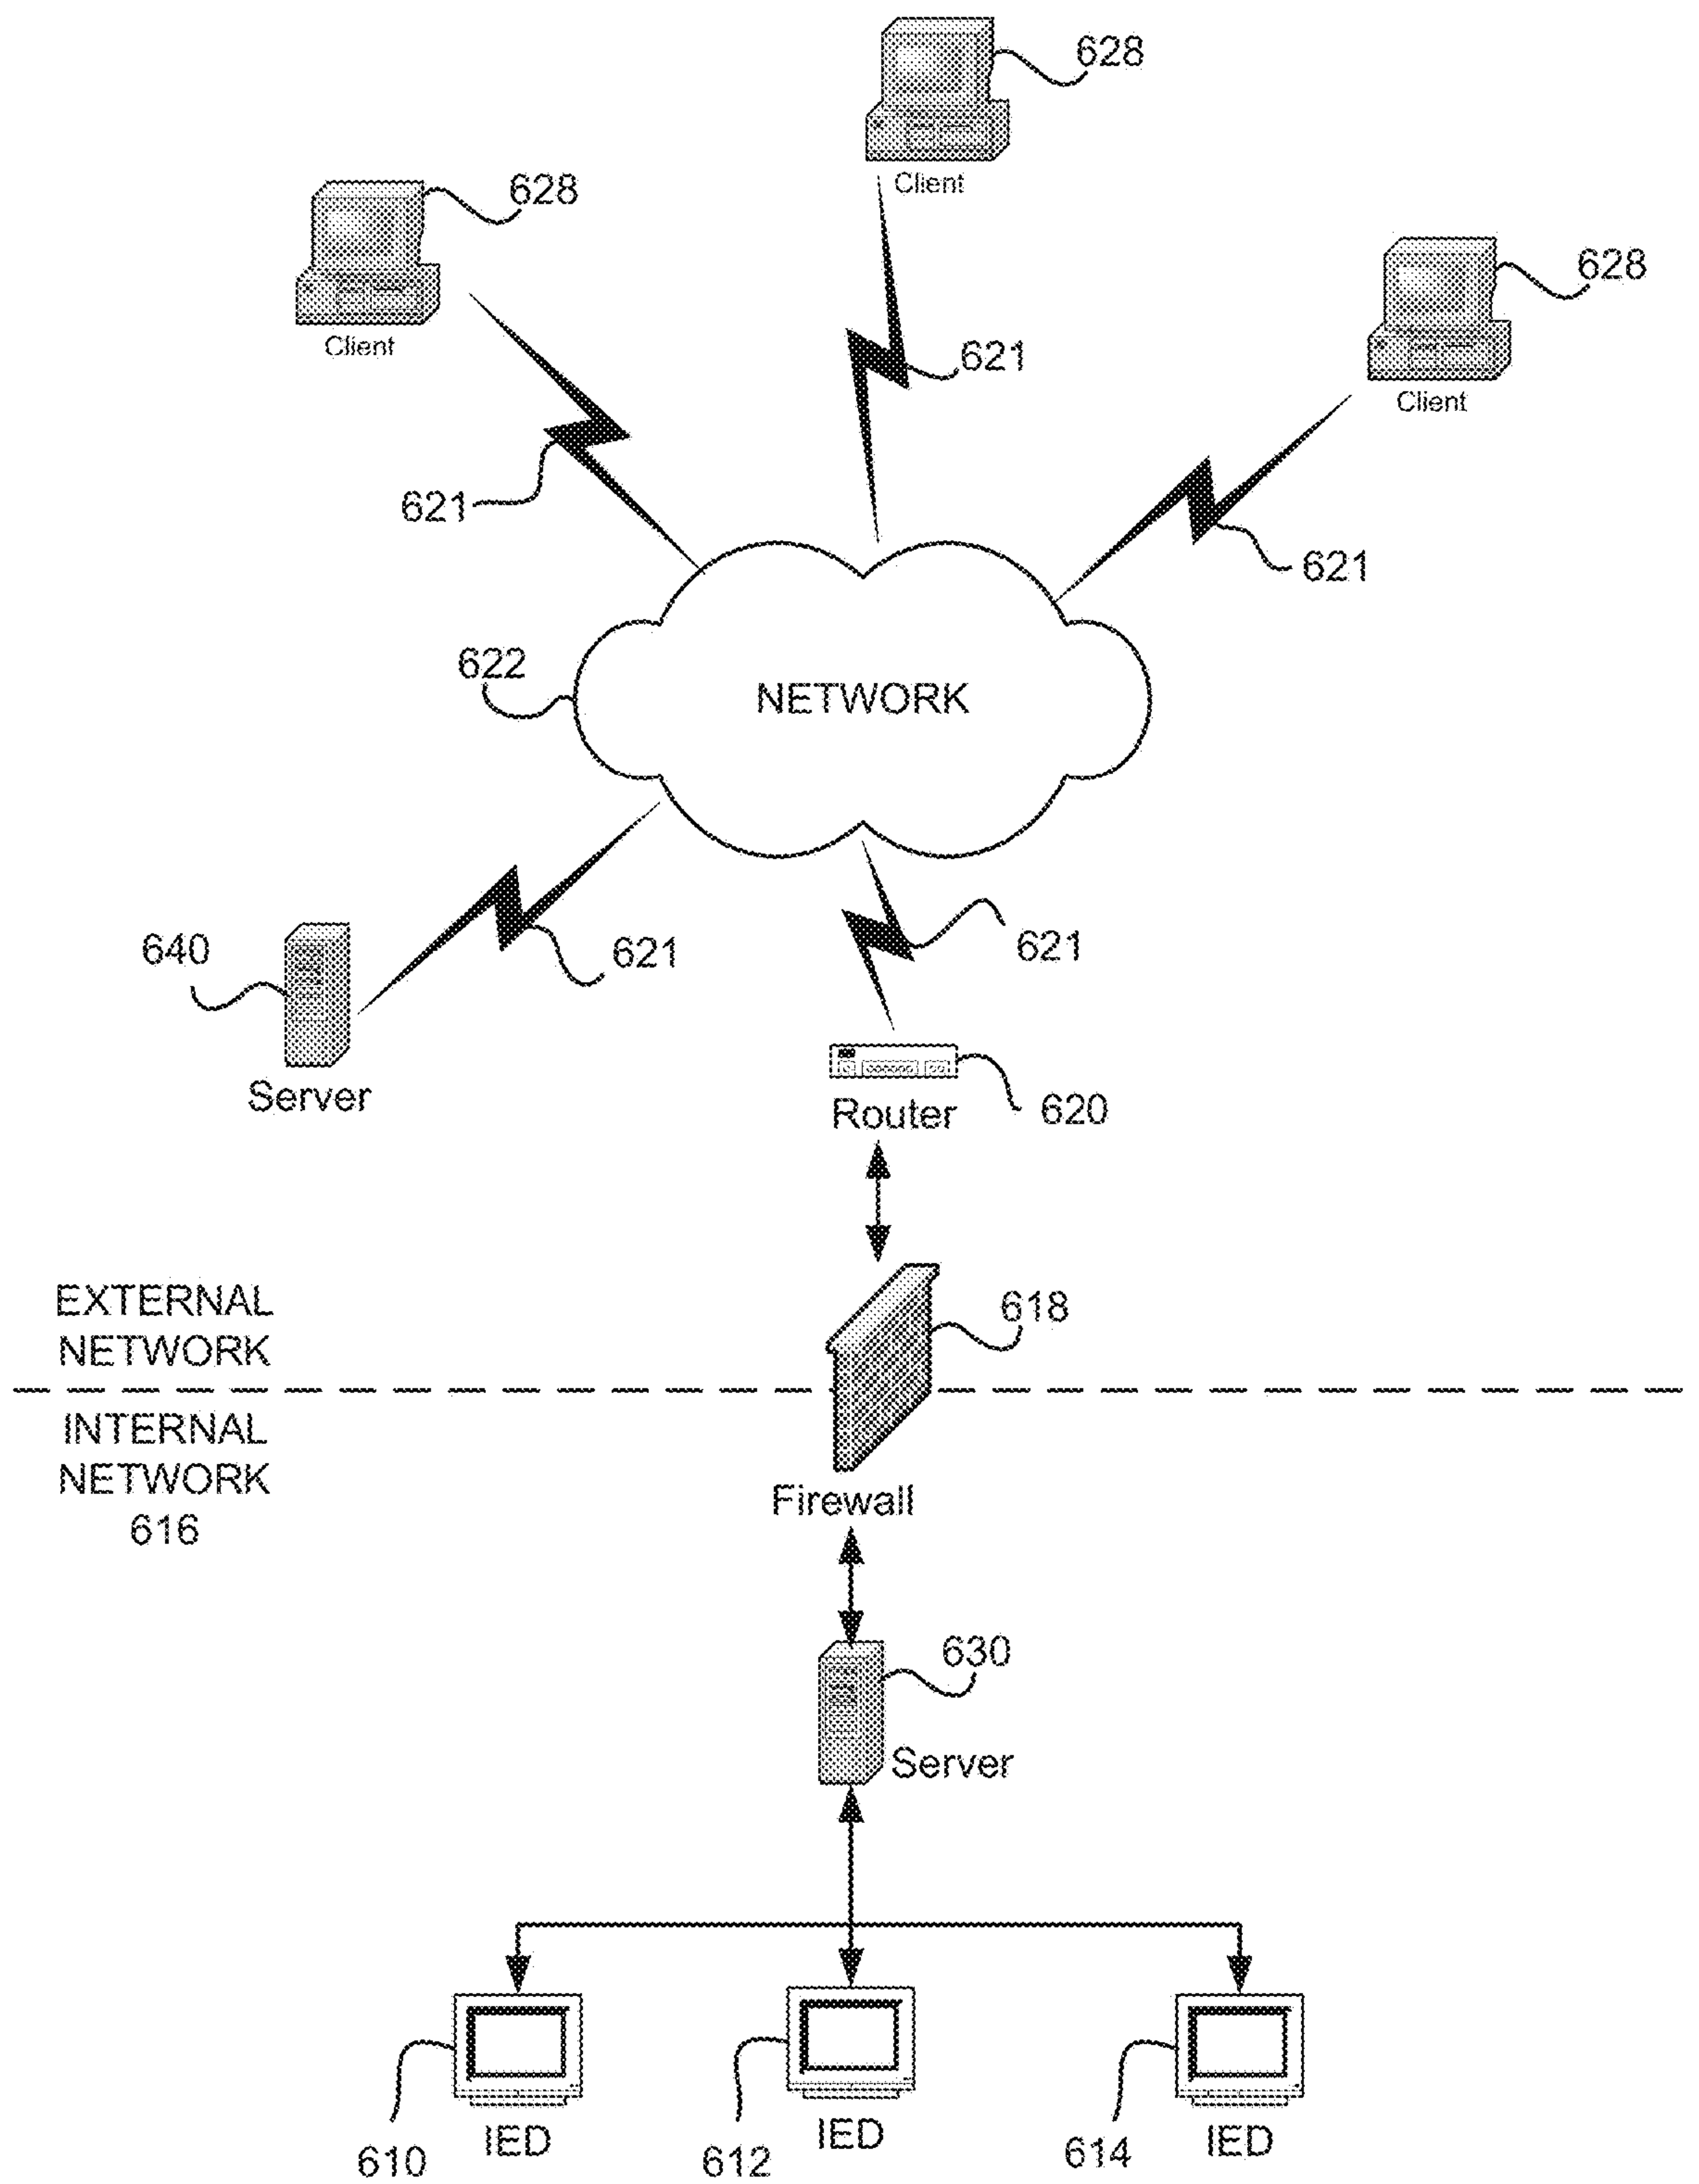 628
Client
628
Client
628
Client
621
621
621
622
NETWORK
640
621
621
Server
620
Router
EXTERNAL
NETWORK
618
INTERNAL
NETWORK
616
Firewall
630
Server
IED
IED
IED
610
612
614